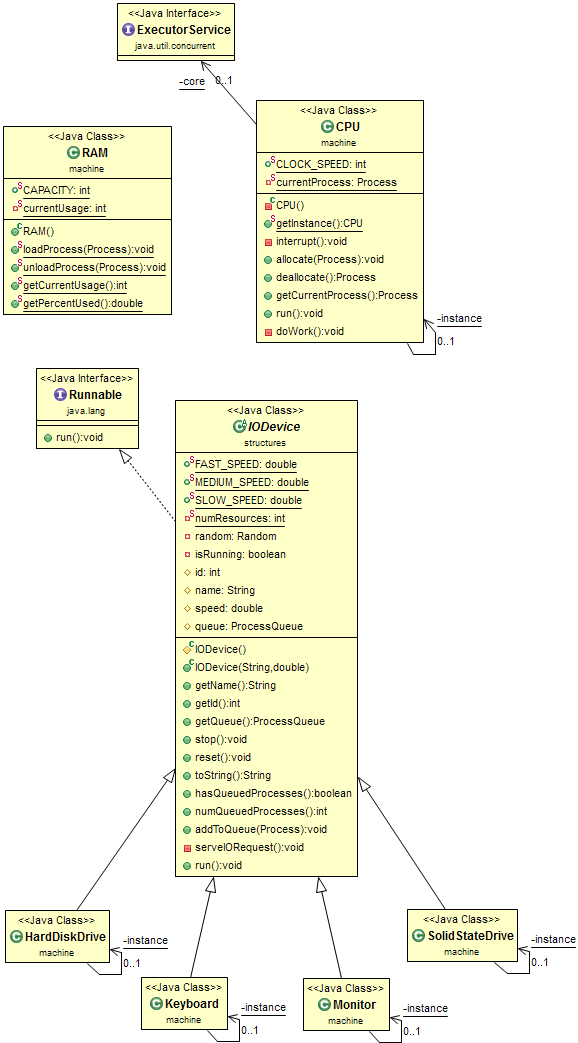 <<Java Interface>>
ExecutorService
java.util.concurrent
-core
0..1
<<Java Class>>
CPU
machine
CLOCK_SPEED: int
currentProcess: Process
CPU()
getInstance():CPU
interrupt():void
allocate(Process):void
deallocate():Process
getCurrentProcess():Process
run():void
doWork():void
-instance
0..1
<<Java Class>>
RAM
machine
CAPACITY: int
currentUsage: int
RAM()
loadProcess(Process):void
unloadProcess(Process):void
getCurrentUsage():int
getPercentUsed():double
<<Java Interface>>
Runnable
java.lang
run():void
<<Java Class>>
IODevice
structures
FAST_SPEED: double
MEDIUM_SPEED: double
SLOW_SPEED: double
numResources: int
random: Random
isRunning: boolean
id: int
name: String
speed: double
queue: ProcessQueue
IODevice()
IODevice(String,double)
getName():String
getId():int
getQueue():ProcessQueue
stop():void
reset():void
toString():String
hasQueuedProcesses():boolean
numQueuedProcesses():int
addToQueue(Process):void
serveIORequest():void
run():void
<<Java Class>>
HardDiskDrive
machine
-instance
0..1
<<Java Class>>
Keyboard
machine
-instance
0..1
<<Java Class>>
Monitor
machine
-instance
0..1
<<Java Class>>
SolidStateDrive
machine
-instance
0..1